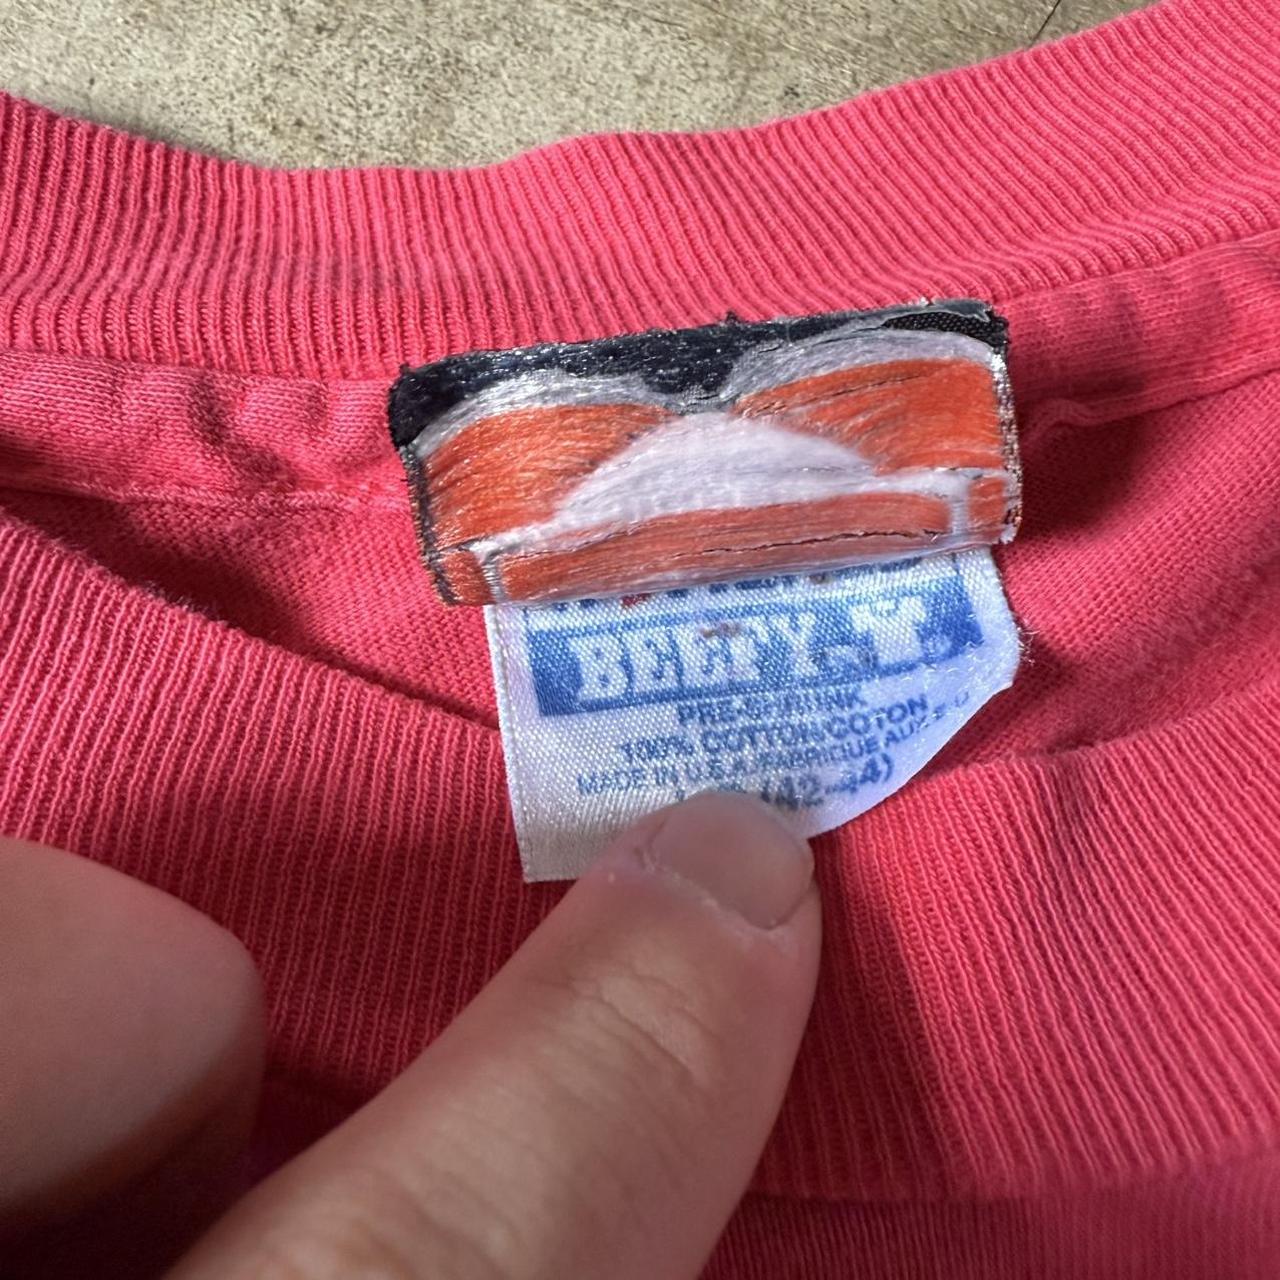 BEEFY-T.
PRE-SHRUNK
100% COTTON/COTON
MADE IN U.S.A./FABRIQUE AUX E.U.
(42-44)